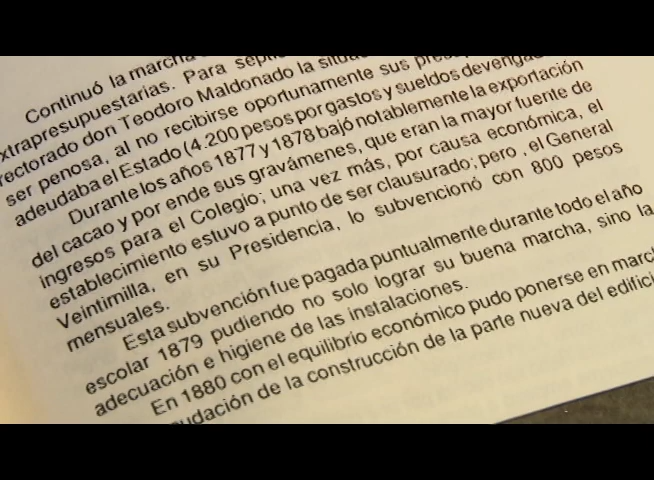 Continuó la marcha
xtrapresupuestarías. Para
rectorado don Teodoro Maldonado la
ser penosa, al no recibirse oportunamente sus
adeudaba el Estado (4.200 pesos por gastos y sueldos
Durante los años 1877 y 1878 bajó notablemente la exportación
del cacao y por ende sus gravámenes, que eran la mayor fuente de
ingresos para el Colegio; una vez más, por causa económica, el
establecimiento estuvo a punto de ser clausurado; pero , el General
Veintimilla, en su Presidencia, lo subvencionó con 800 pesos
mensuales.
Esta subvención fue pagada puntualmente durante todo el año
escolar 1879 pudiendo no solo lograr su buena marcha, sino la
adecuación e higiene de las instalaciones.
En 1880 con el equilibrio económico pudo ponerse en marc
udación de la construcción de la parte nueva del edifici